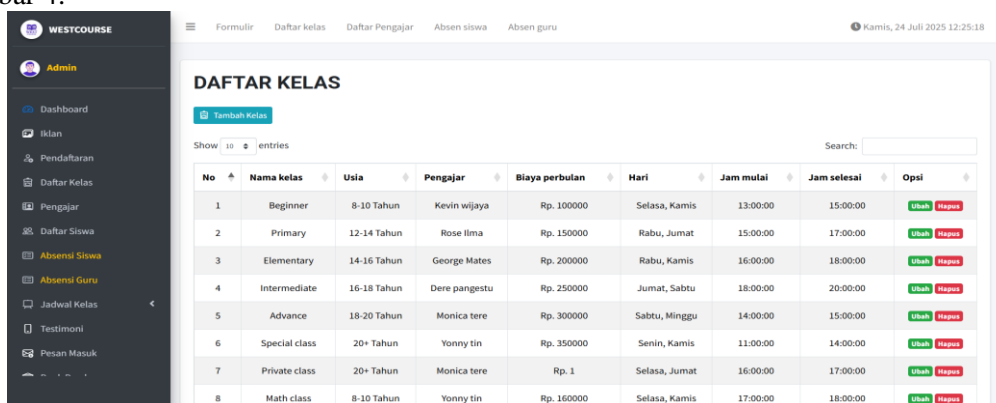 WESTCOURSE
Formulir Daftar kelas Daftar Pengajar Absen siswa Absen guru
Kamis, 24 Juli 2025 12:25:18
Admin
Dashboard
Iklan
Pendaftaran
Daftar Kelas
Pengajar
Daftar Siswa
Absensi Siswa
Absensi Guru
Jadwal Kelas
Testimoni
Pesan Masuk
DAFTAR KELAS
Tambah Kelas
Show 10 entries
Search:
No Nama kelas Usia Pengajar Biaya perbulan Hari Jam mulai Jam selesai Opsi
1 Beginner 8-10 Tahun Kevin wijaya Rp. 100000 Selasa, Kamis 13:00:00 15:00:00 Ubah Hapus
2 Primary 12-14 Tahun Rose Ilma Rp. 150000 Rabu, Jumat 15:00:00 17:00:00 Ubah Hapus
3 Elementary 14-16 Tahun George Mates Rp. 200000 Rabu, Kamis 16:00:00 18:00:00 Ubah Hapus
4 Intermediate 16-18 Tahun Dere pangestu Rp. 250000 Jumat, Sabtu 18:00:00 20:00:00 Ubah Hapus
5 Advance 18-20 Tahun Monica tere Rp. 300000 Sabtu, Minggu 14:00:00 15:00:00 Ubah Hapus
6 Special class 20+ Tahun Yonny tin Rp. 350000 Senin, Kamis 11:00:00 14:00:00 Ubah Hapus
7 Private class 20+ Tahun Monica tere Rp. 1 Selasa, Jumat 16:00:00 17:00:00 Ubah Hapus
8 Math class 8-10 Tahun Yonny tin Rp. 160000 Selasa, Kamis 17:00:00 18:00:00 Ubah Hapus